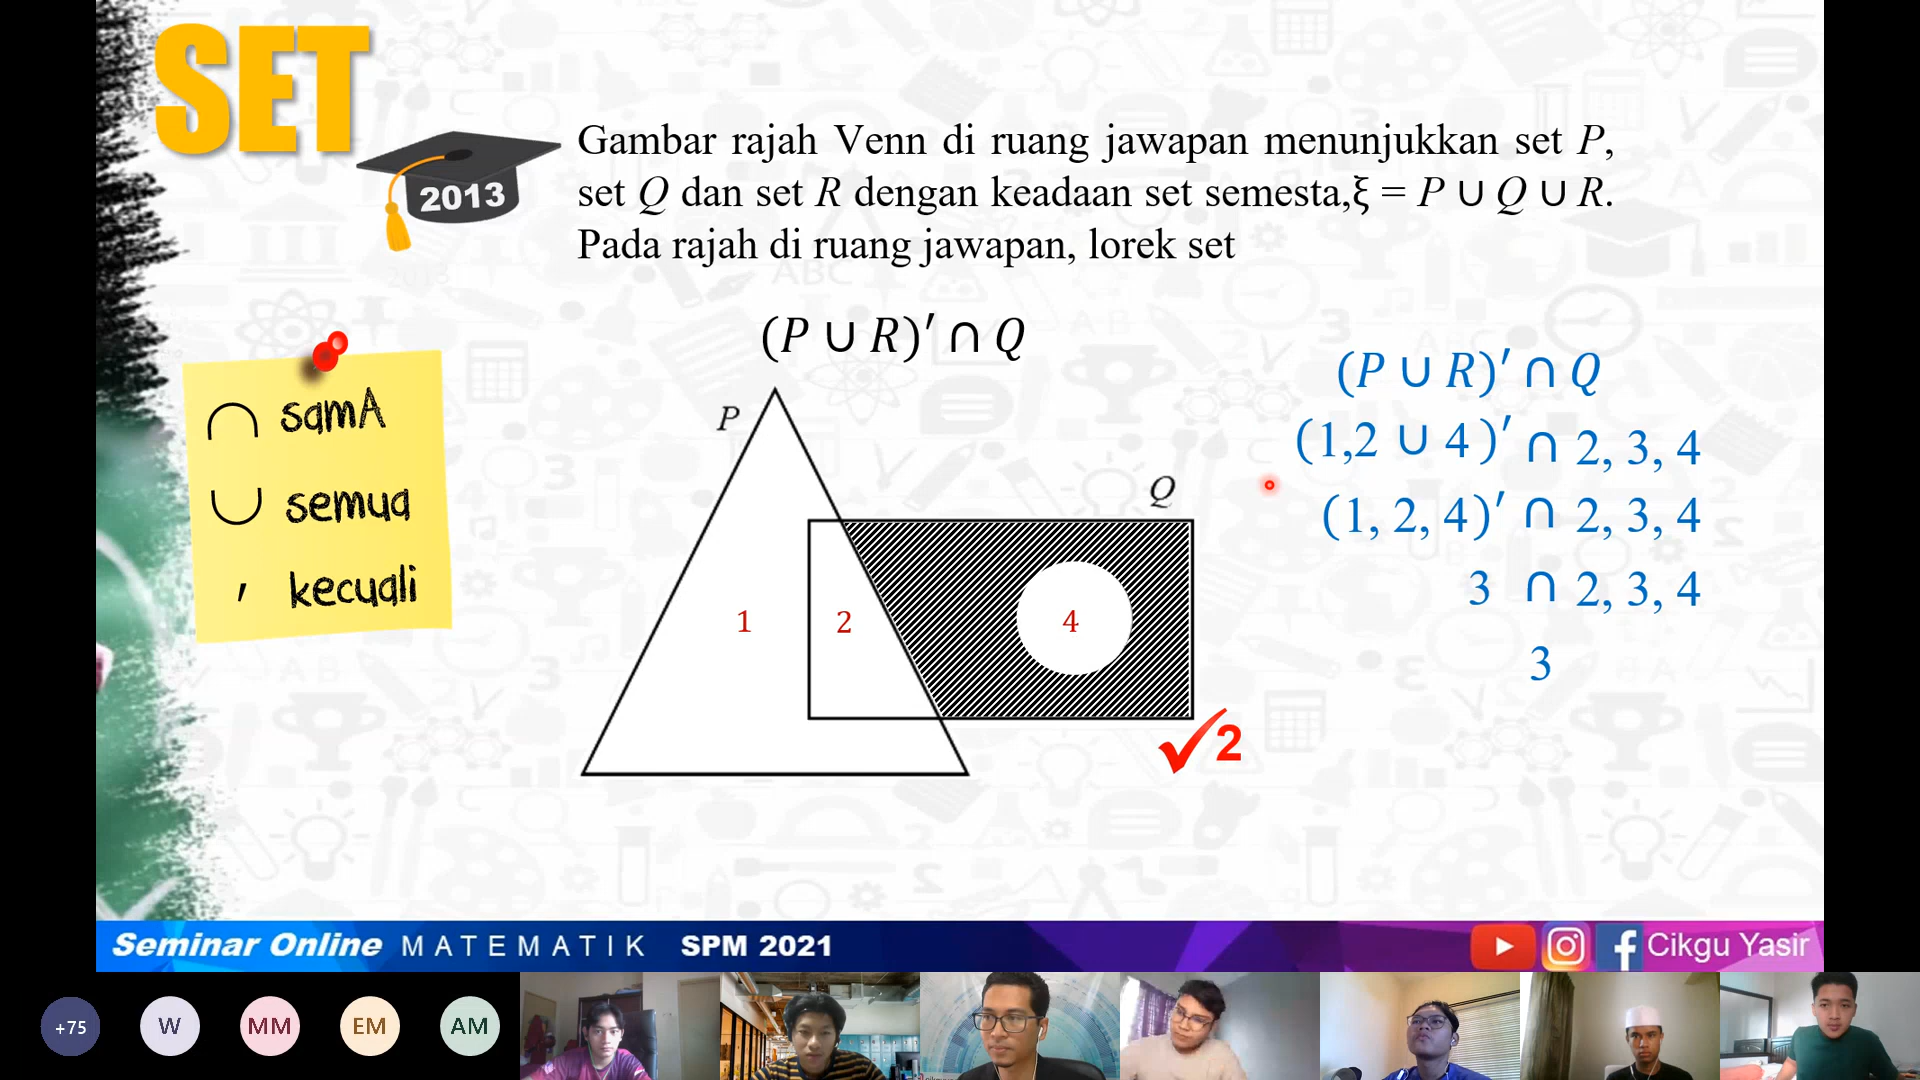 SET
2013
Gambar rajah Venn di ruang jawapan menunjukkan set P,
set Q dan set R dengan keadaan set semesta,ξ = P ∪ Q ∪ R.
Pada rajah di ruang jawapan, lorek set
(P ∪ R)′ ∩ Q
∩ samA
∪ semua
′ kecuali
P
Q
1
2
4
✓2
(P ∪ R)′ ∩ Q
(1,2 ∪ 4 )′ ∩ 2, 3, 4
(1, 2, 4)′ ∩ 2, 3, 4
3 ∩ 2, 3, 4
3
Seminar Online MATEMATIK SPM 2021
f Cikgu Yasir
+75
W
MM
EM
AM